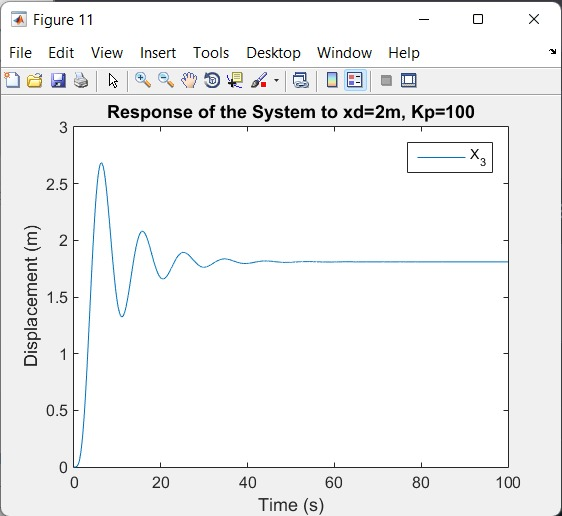 Figure 11
File Edit View Insert Tools Desktop Window Help
Response of the System to xd=2m, Kp=100
3
2.5
2
1.5
1
0.5
0
Displacement (m)
X3
0 20 40 60 80 100
Time (s)